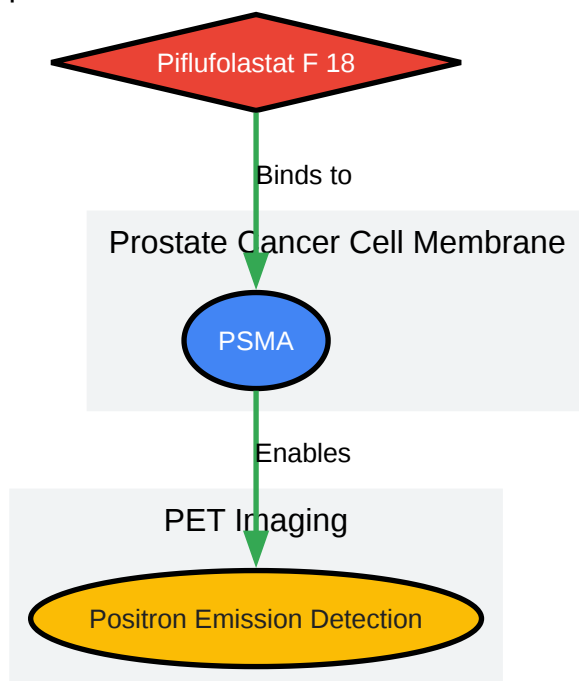 Piflufolastat F 18
Binds to
Prostate Cancer Cell Membrane
PSMA
Enables
PET Imaging
Positron Emission Detection